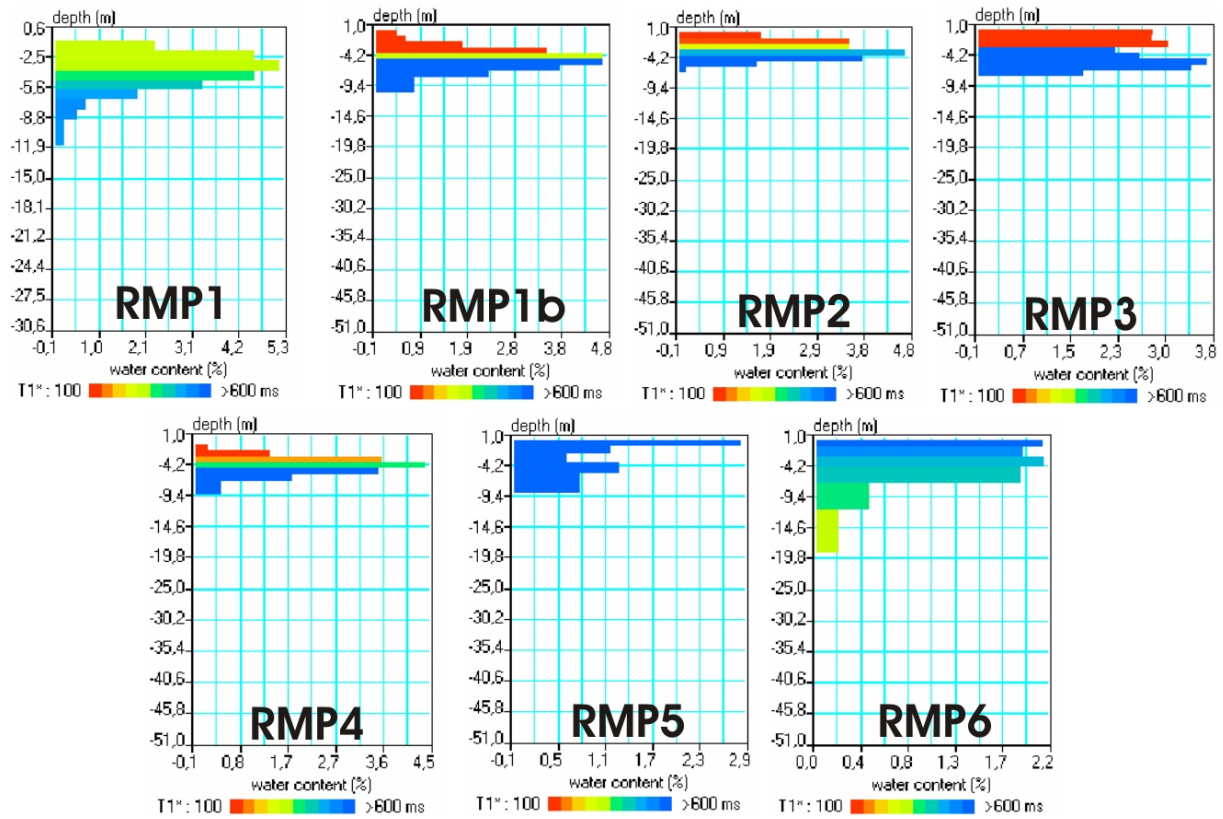 depth (m)
0,6
-2,5
-5,6
-8,8
-11,9
-15,0
-18,1
-21,2
-24,4
-27,5
-30,6
RMP1
-0,1 1,0 2,1 3,1 4,2 5,3
water content (%)
T1* : 100 >600 ms
depth (m)
1,0
-4,2
-9,4
-14,6
-19,8
-25,0
-30,2
-35,4
-40,6
-45,8
-51,0
RMP1b
-0,1 0,9 1,9 2,9 3,8 4,8
water content (%)
T1* : 100 >600 ms
depth (m)
1,0
-4,2
-9,4
-14,6
-19,8
-25,0
-30,2
-35,4
-40,6
-45,8
-51,0
RMP2
-0,1 0,9 1,9 2,9 3,8 4,8
water content (%)
T1* : 100 >600 ms
depth (m)
1,0
-4,2
-9,4
-14,6
-19,8
-25,0
-30,2
-35,4
-40,6
-45,8
-51,0
RMP3
-0,1 0,7 1,5 2,3 3,0 3,8
water content (%)
T1* : 100 >600 ms
depth (m)
1,0
-4,2
-9,4
-14,6
-19,8
-25,0
-30,2
-35,4
-40,6
-45,8
-51,0
RMP4
-0,1 0,8 1,7 2,7 3,6 4,5
water content (%)
T1* : 100 >600 ms
depth (m)
1,0
-4,2
-9,4
-14,6
-19,8
-25,0
-30,2
-35,4
-40,6
-45,8
-51,0
RMP5
-0,1 0,5 1,1 1,7 2,3 2,9
water content (%)
T1* : 100 >600 ms
depth (m)
1,0
-4,2
-9,4
-14,6
-19,8
-25,0
-30,2
-35,4
-40,6
-45,8
-51,0
RMP6
0,0 0,4 0,8 1,3 1,7 2,2
water content (%)
T1* : 100 >600 ms